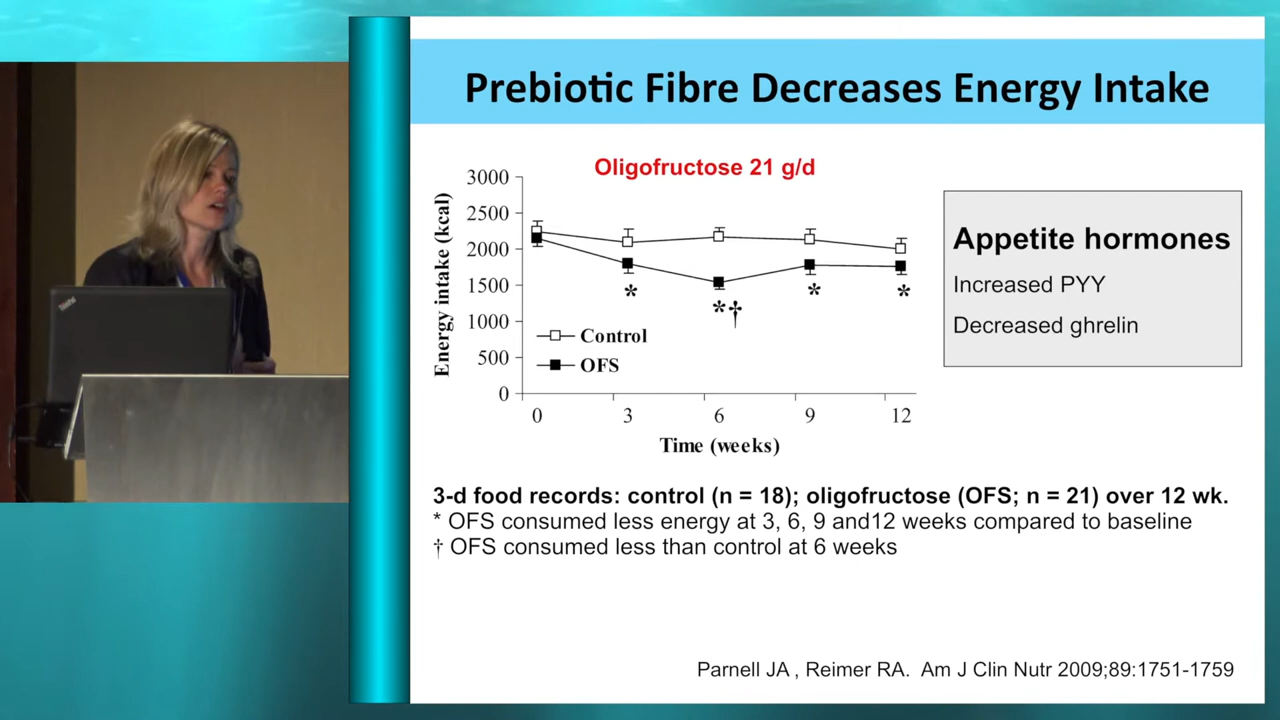 Prebiotic Fibre Decreases Energy Intake
Oligofructose 21 g/d
Energy intake (kcal)
3000
2500
2000
1500
1000
500
0
*
*†
*
*
Control
OFS
0 3 6 9 12
Time (weeks)
Appetite hormones
Increased PYY
Decreased ghrelin
3-d food records: control (n = 18); oligofructose (OFS; n = 21) over 12 wk.
* OFS consumed less energy at 3, 6, 9 and12 weeks compared to baseline
† OFS consumed less than control at 6 weeks
Parnell JA , Reimer RA. Am J Clin Nutr 2009;89:1751-1759
ThinkPad